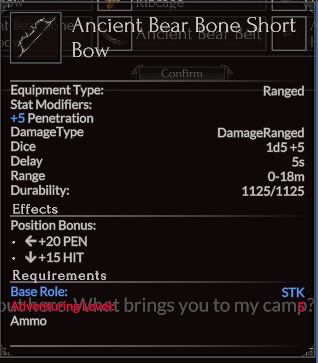 Ribcage
Ancient Bear Bone Short
Bow
Ancient Bear Belt
Confirm
Equipment Type: Ranged
Stat Modifiers:
+5 Penetration
DamageType DamageRanged
Dice 1d5 +5
Delay 5s
Range 0-18m
Durability: 1125/1125
Effects
Position Bonus:
• ←+20 PEN
• ↓+15 HIT
Requirements
Base Role: STK
What brings you to my camp?
Adventuring Level: 5
Ammo